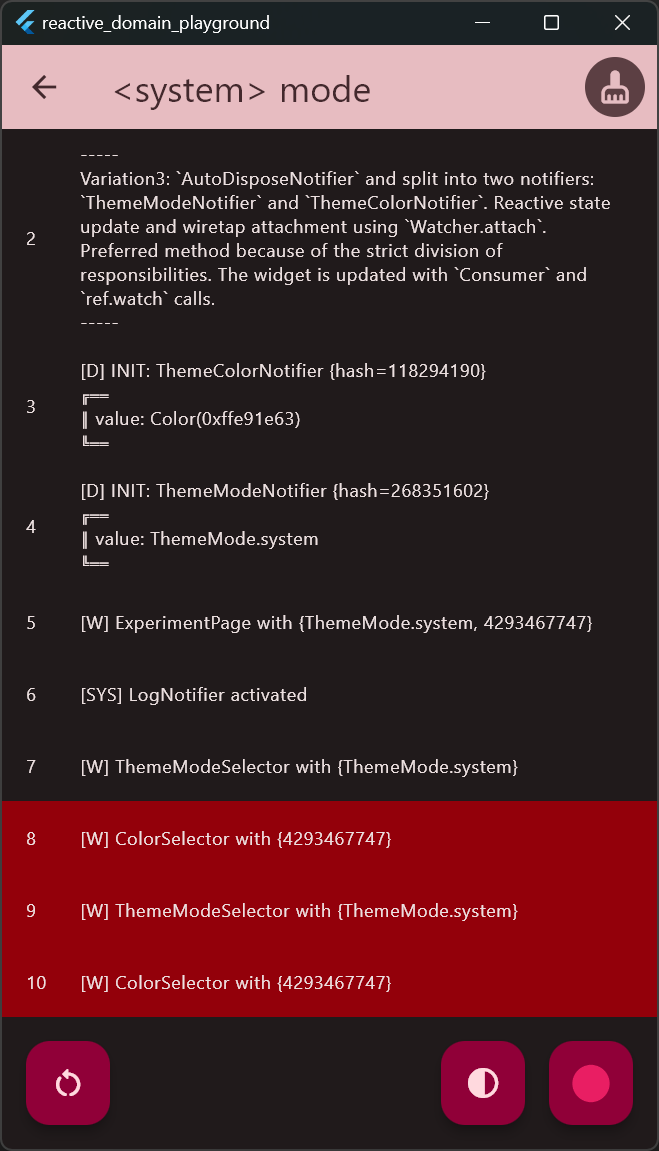 reactive_domain_playground
<system> mode
-----
Variation3: `AutoDisposeNotifier` and split into two notifiers:
`ThemeModeNotifier` and `ThemeColorNotifier`. Reactive state
update and wiretap attachment using `Watcher.attach`.
2
Preferred method because of the strict division of
responsibilities. The widget is updated with `Consumer` and
`ref.watch` calls.
-----
[D] INIT: ThemeColorNotifier {hash=118294190}
╔══
3
║ value: Color(0xffe91e63)
╚══
[D] INIT: ThemeModeNotifier {hash=268351602}
╔══
4
║ value: ThemeMode.system
╚══
5 [W] ExperimentPage with {ThemeMode.system, 4293467747}
6 [SYS] LogNotifier activated
7 [W] ThemeModeSelector with {ThemeMode.system}
8 [W] ColorSelector with {4293467747}
9 [W] ThemeModeSelector with {ThemeMode.system}
10 [W] ColorSelector with {4293467747}